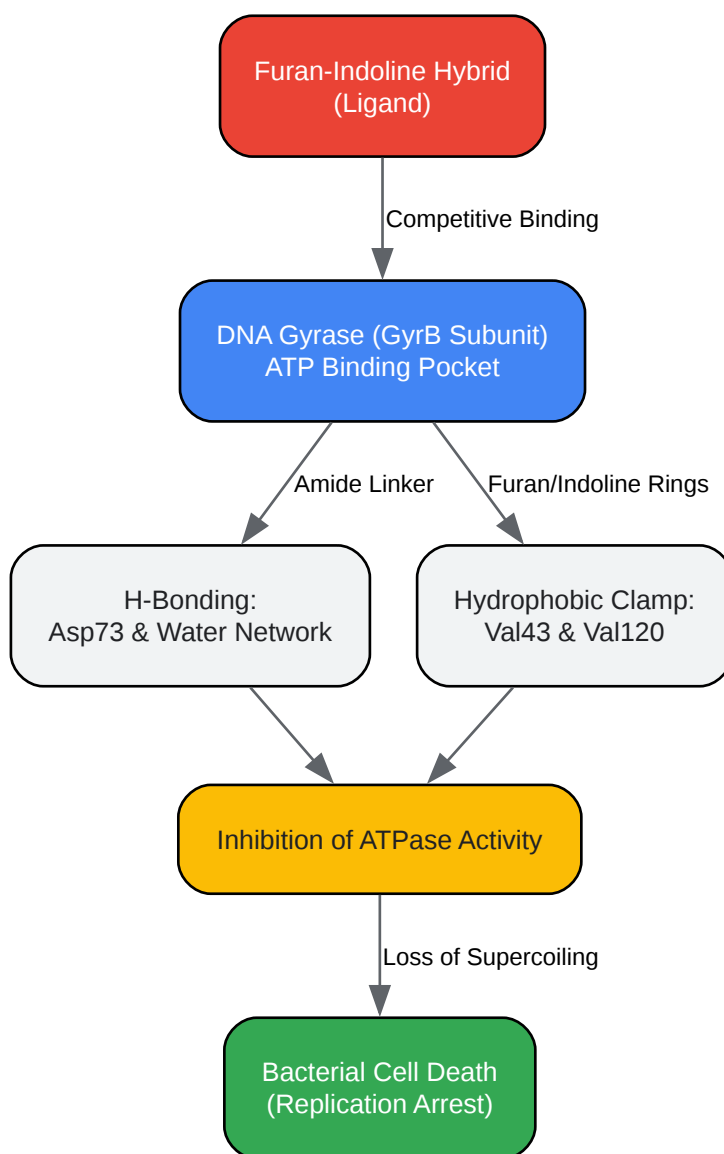 Furan-Indoline Hybrid
(Ligand)
Competitive Binding
DNA Gyrase (GyrB Subunit)
ATP Binding Pocket
Amide Linker
Furan/Indoline Rings
H-Bonding:
Asp73 & Water Network
Hydrophobic Clamp:
Val43 & Val120
Inhibition of ATPase Activity
Loss of Supercoiling
Bacterial Cell Death
(Replication Arrest)